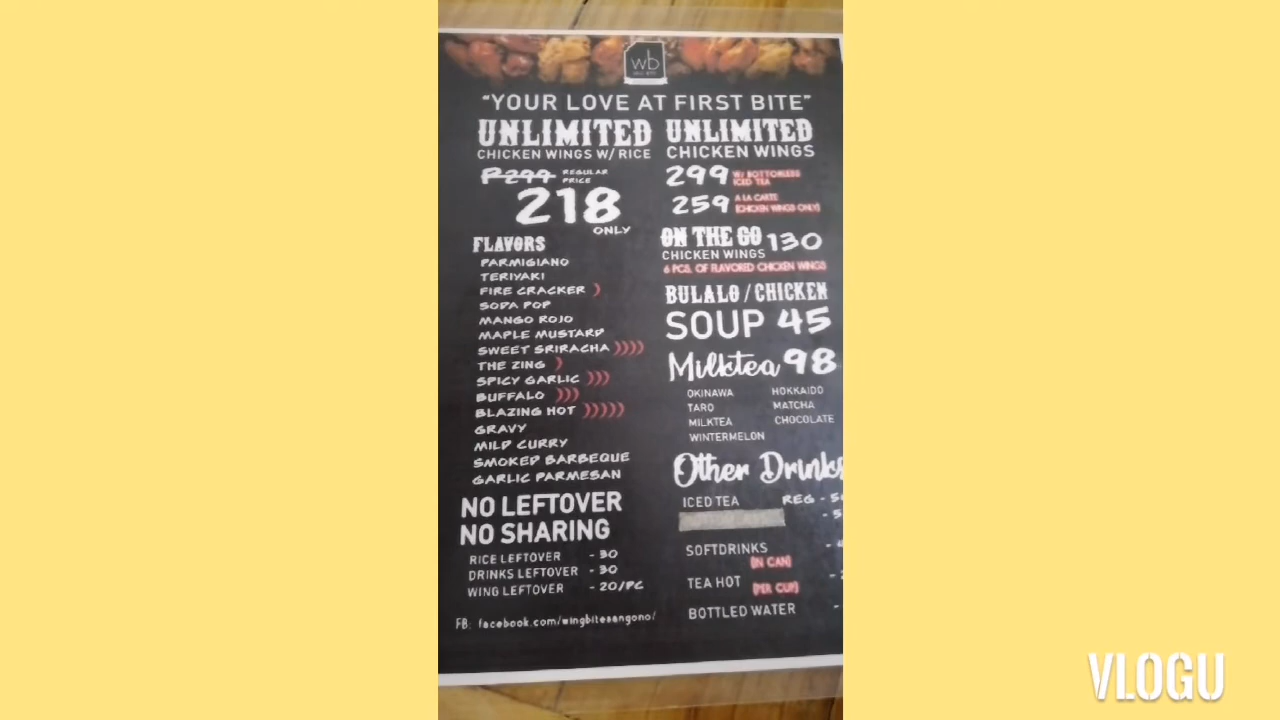 wb
"YOUR LOVE AT FIRST BITE"
UNLIMITED
CHICKEN WINGS W/ RICE
P299 REGULAR PRICE
218
ONLY
FLAVORS
PARMIGIANO
TERIYAKI
FIRE CRACKER
SODA POP
MANGO ROJO
MAPLE MUSTARD
SWEET SRIRACHA
THE ZING
SPICY GARLIC
BUFFALO
BLAZING HOT
GRAVY
MILD CURRY
SMOKED BARBEQUE
GARLIC PARMESAN
NO LEFTOVER
NO SHARING
RICE LEFTOVER - 30
DRINKS LEFTOVER - 30
WING LEFTOVER - 20/PC
FB: facebook.com/wingbiteangono/
UNLIMITED
CHICKEN WINGS
299 W/ BOTTOMLESS ICED TEA
259 A LA CARTE (CHICKEN WINGS ONLY)
ON THE GO 130
CHICKEN WINGS
6 PCS. OF FLAVORED CHICKEN WINGS
BULALO / CHICKEN
SOUP 45
Milktea 98
OKINAWA HOKKAIDO
TARO MATCHA
MILKTEA CHOCOLATE
WINTERMELON
Other Drinks
ICED TEA REG -
SOFTDRINKS -
(IN CAN)
TEA HOT (PER CUP) -
BOTTLED WATER -
VLOGU